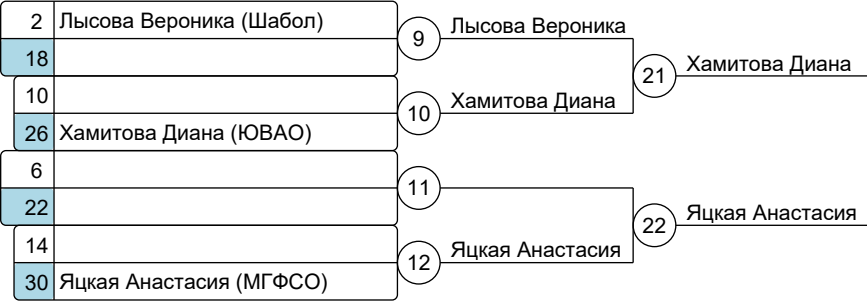 2 Лысова Вероника (Шабол)
18
9 Лысова Вероника
10
26 Хамитова Диана (ЮВАО)
10 Хамитова Диана
21 Хамитова Диана
6
22
11
14
30 Яцкая Анастасия (МГФСО)
12 Яцкая Анастасия
22 Яцкая Анастасия